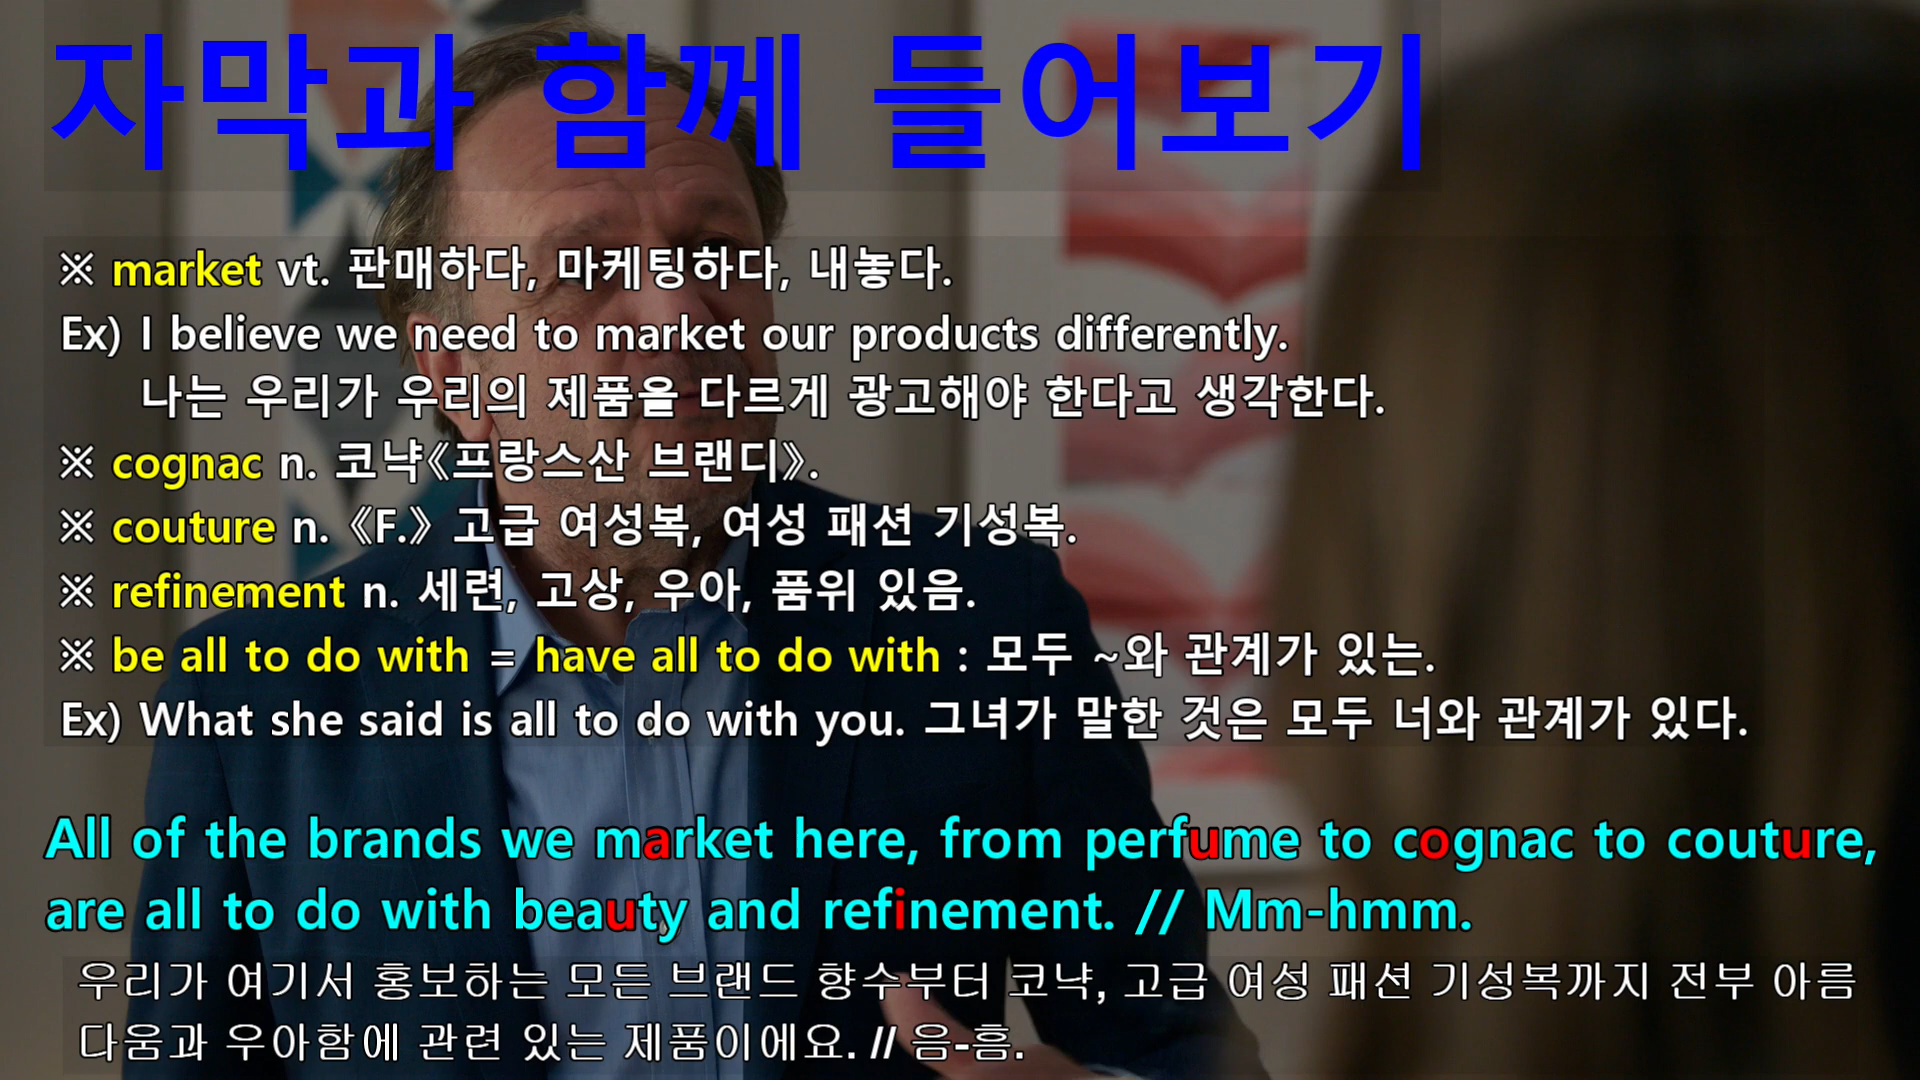 자막과 함께 들어보기
※ market vt. 판매하다, 마케팅하다, 내놓다.
Ex) I believe we need to market our products differently.
나는 우리가 우리의 제품을 다르게 광고해야 한다고 생각한다.
※ cognac n. 코냑《프랑스산 브랜디》.
※ couture n. 《F.》 고급 여성복, 여성 패션 기성복.
※ refinement n. 세련, 고상, 우아, 품위 있음.
※ be all to do with = have all to do with : 모두 ~와 관계가 있는.
Ex) What she said is all to do with you. 그녀가 말한 것은 모두 너와 관계가 있다.
All of the brands we market here, from perfume to cognac to couture,
are all to do with beauty and refinement. // Mm-hmm.
우리가 여기서 홍보하는 모든 브랜드 향수부터 코냑, 고급 여성 패션 기성복까지 전부 아름
다움과 우아함에 관련 있는 제품이에요. // 음-흠.